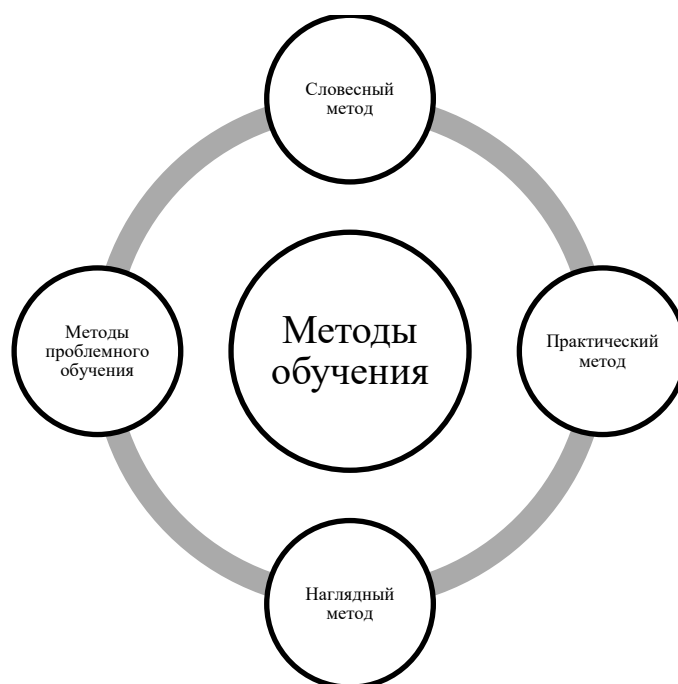 Словесный
метод
Методы
проблемного
обучения
Методы
обучения
Практический
метод
Наглядный
метод